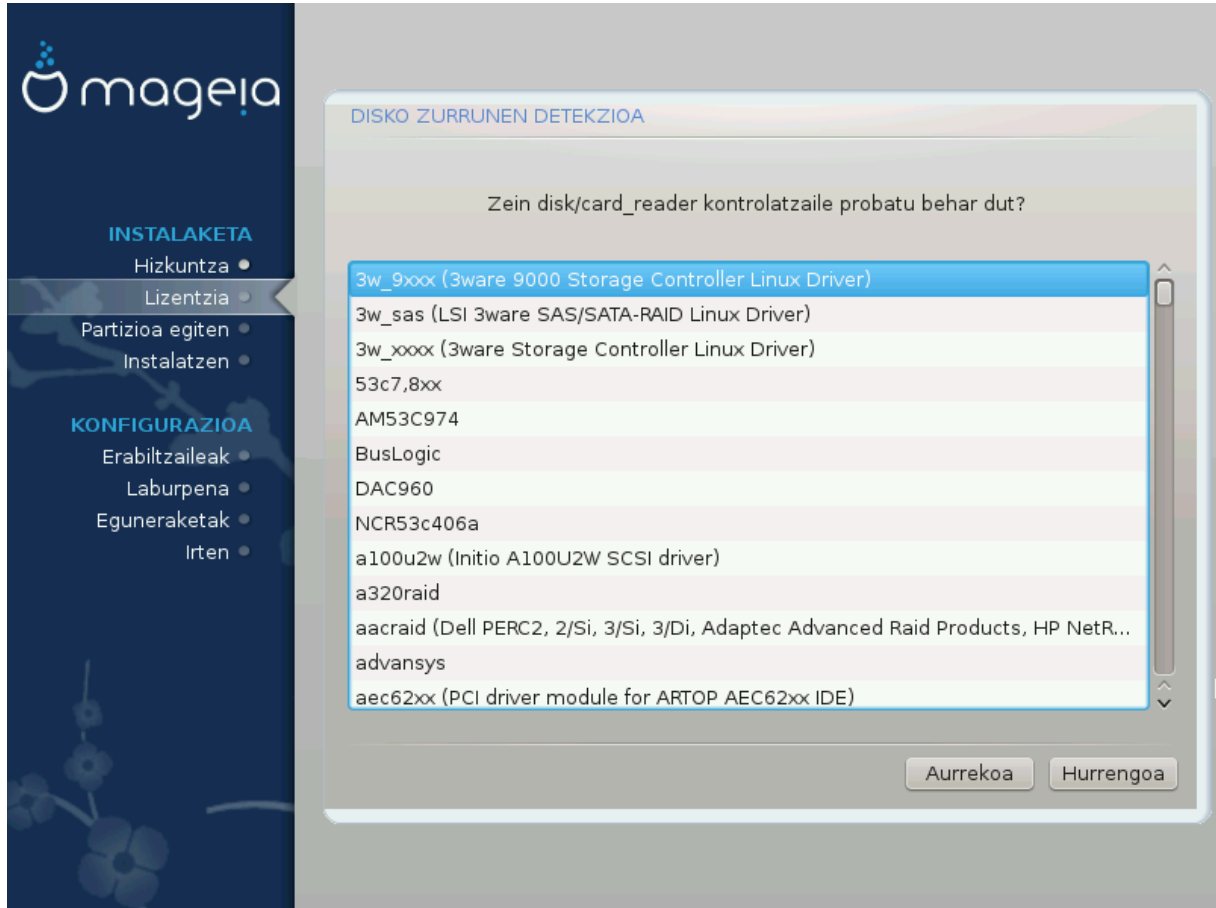 mageia
INSTALAKETA
Hizkuntza
Lizentzia
Partizioa egiten
Instalatzen
KONFIGURAZIOA
Erabiltzaileak
Laburpena
Eguneraketak
Irten
DISKO ZURRUNEN DETEKZIOA
Zein disk/card_reader kontrolatzaile probatu behar dut?
3w_9xxx (3ware 9000 Storage Controller Linux Driver)
3w_sas (LSI 3ware SAS/SATA-RAID Linux Driver)
3w_xxxx (3ware Storage Controller Linux Driver)
53c7,8xx
AM53C974
BusLogic
DAC960
NCR53c406a
a100u2w (Initio A100U2W SCSI driver)
a320raid
aacraid (Dell PERC2, 2/Si, 3/Si, 3/Di, Adaptec Advanced Raid Products, HP NetR...
advansys
aec62xx (PCI driver module for ARTOP AEC62xx IDE)
Aurrekoa
Hurrengoa